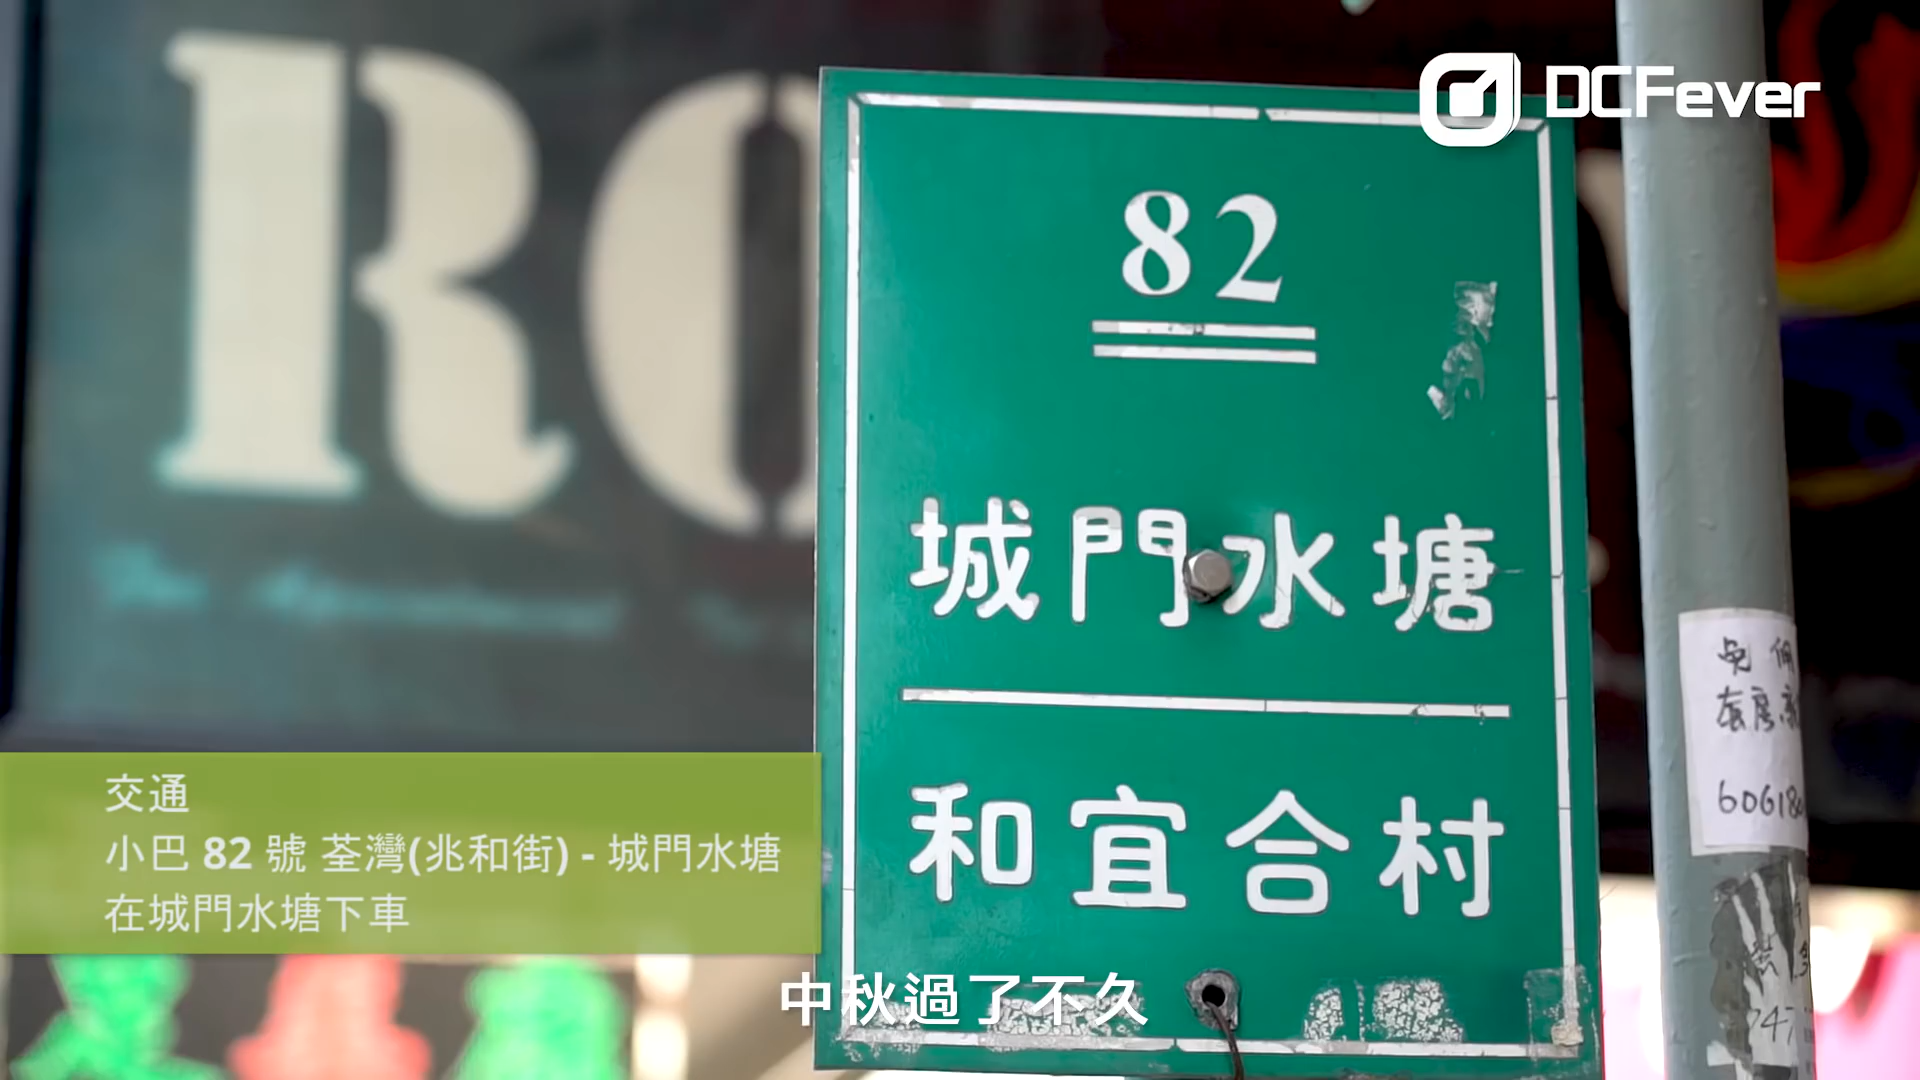 DCFever
RO
82
城門水塘
和宜合村
交通
小巴 82 號 荃灣(兆和街) - 城門水塘
在城門水塘下車
中秋過了不久
60618